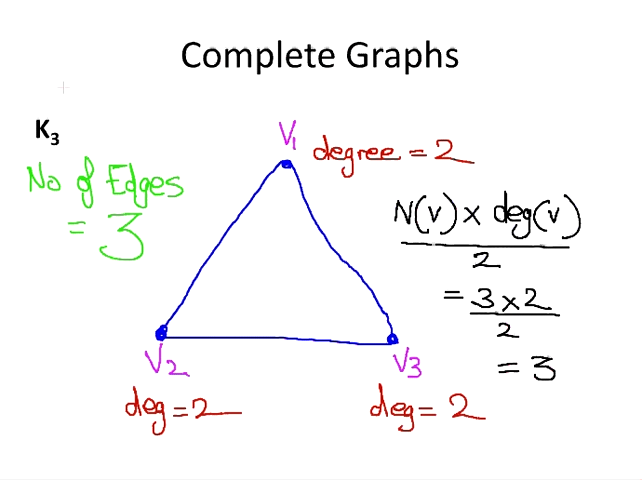 Complete Graphs
K3
No of Edges
= 3
V1
degree = 2
N(v) x deg(v)
2
= 3 x 2
2
= 3
V2
deg = 2
V3
deg = 2